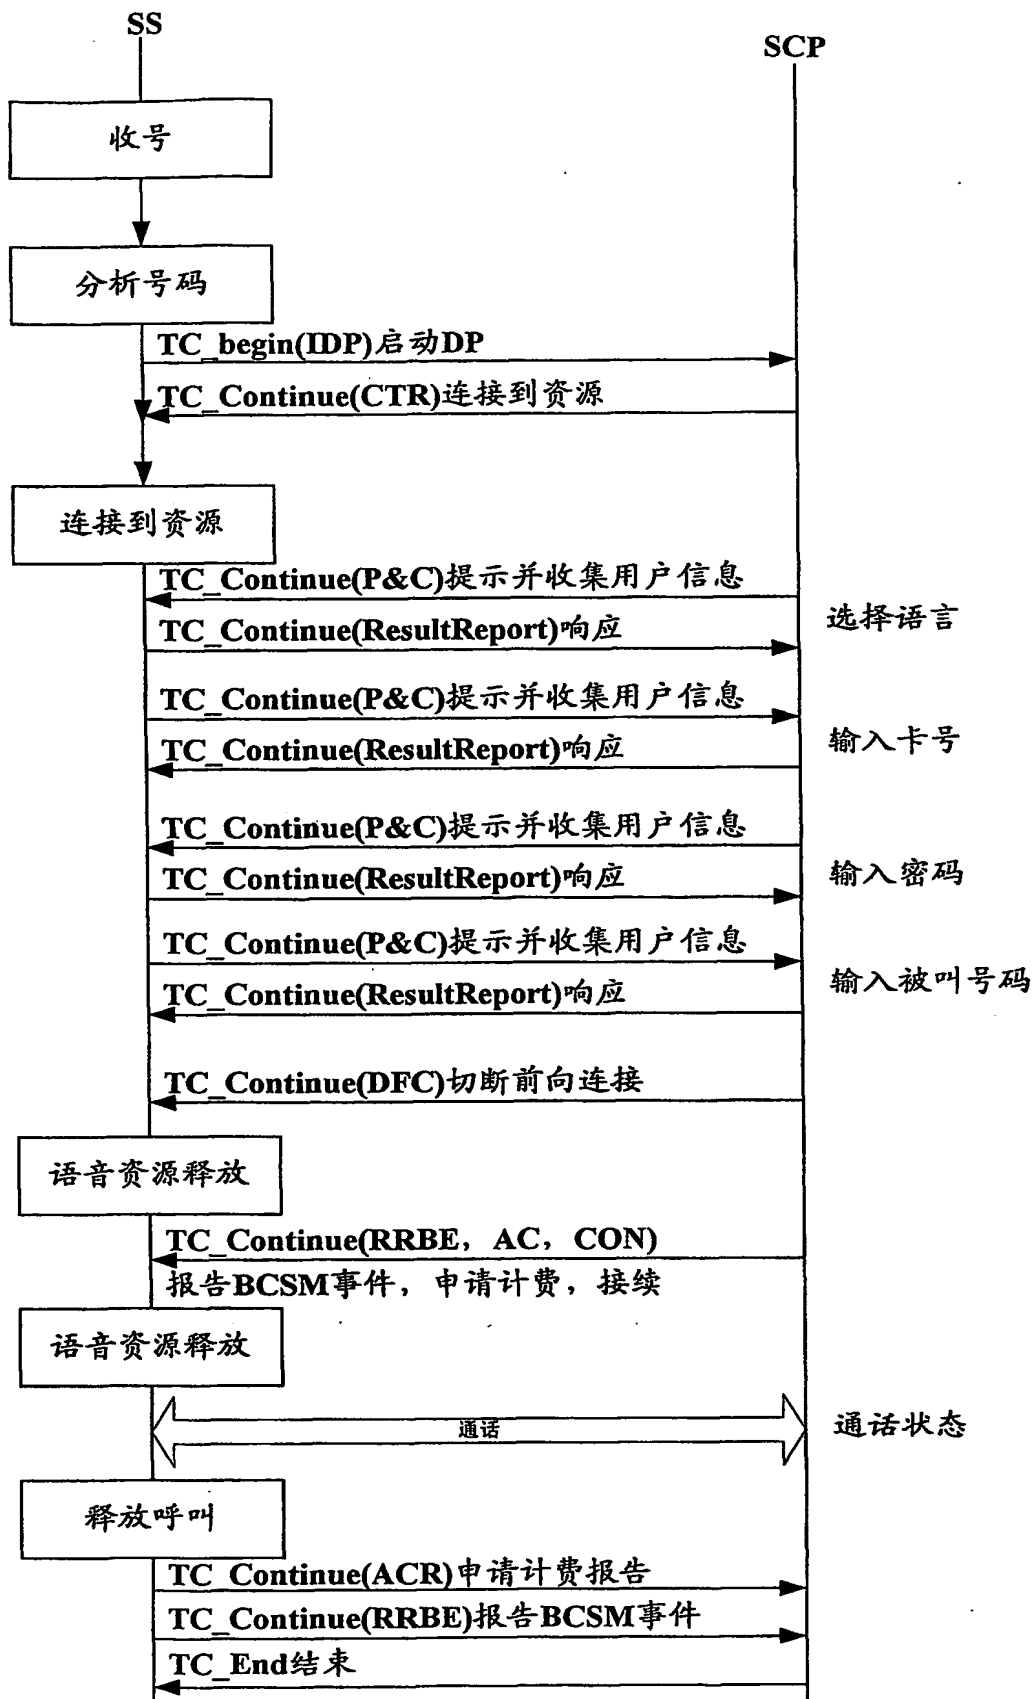 SS
SCP
收号
分析号码
TC_begin(IDP)启动DP
TC_Continue(CTR)连接到资源
连接到资源
TC_Continue(P&C)提示并收集用户信息
选择语言
TC_Continue(ResultReport)响应
TC_Continue(P&C)提示并收集用户信息
输入卡号
TC_Continue(ResultReport)响应
TC_Continue(P&C)提示并收集用户信息
输入密码
TC_Continue(ResultReport)响应
TC_Continue(P&C)提示并收集用户信息
输入被叫号码
TC_Continue(ResultReport)响应
TC_Continue(DFC)切断前向连接
语音资源释放
TC_Continue(RRBE，AC，CON)
报告BCSM事件，申请计费，接续
语音资源释放
通话
通话状态
释放呼叫
TC_Continue(ACR)申请计费报告
TC_Continue(RRBE)报告BCSM事件
TC_End结束